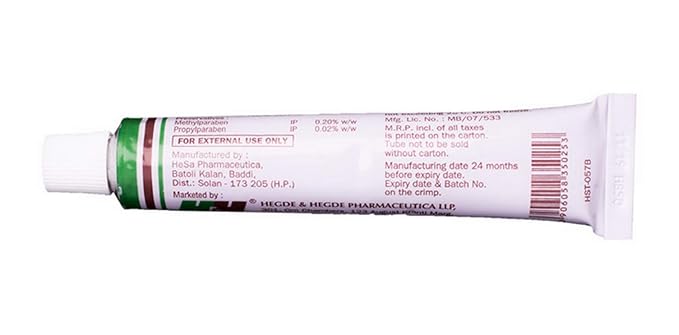 Preservatives :
Methylparaben IP 0.20% w/w
Propylparaben IP 0.02% w/w
FOR EXTERNAL USE ONLY
Manufactured by :
HeSa Pharmaceutica,
Batoli Kalan, Baddi,
Dist.: Solan - 173 205 (H.P.)
Marketed by :
® HEGDE & HEGDE PHARMACEUTICA LLP,
Mfg. Lic. No. : MB/07/533
M.R.P. incl. of all taxes
is printed on the carton.
Tube not to be sold
without carton.
Manufacturing date 24 months
before expiry date.
Expiry date & Batch No.
on the crimp.
HST-057B